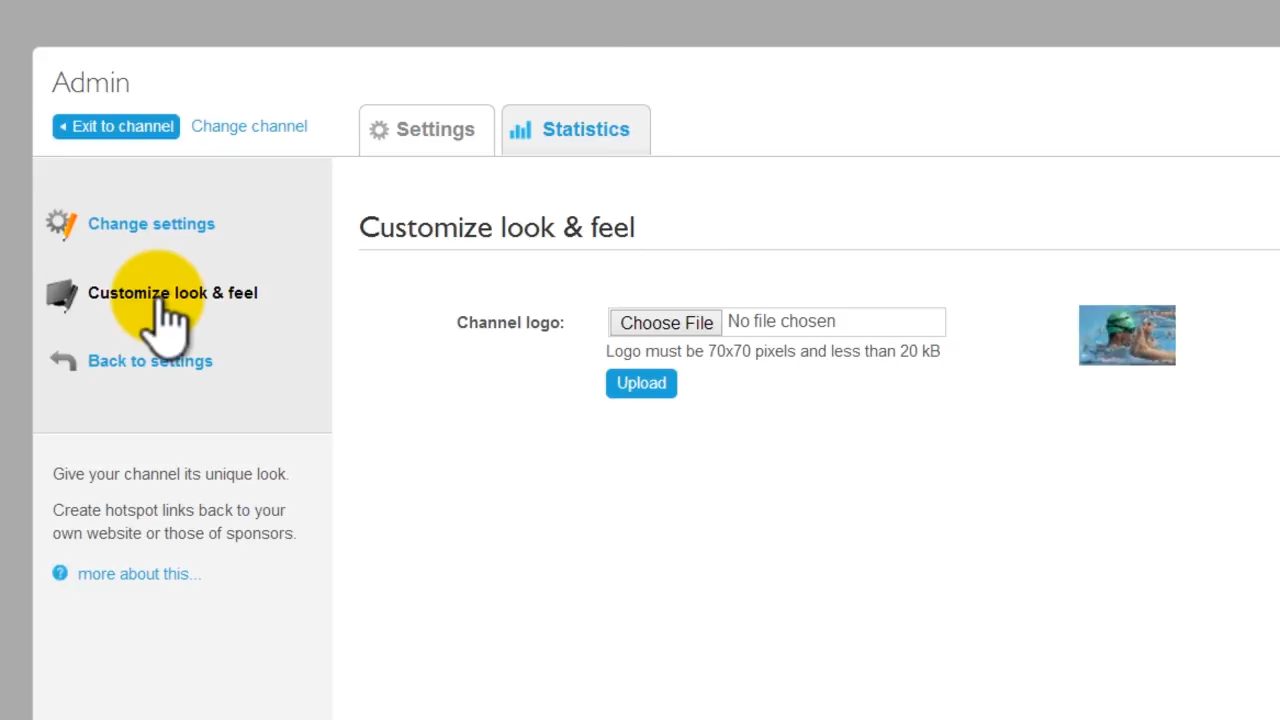 Admin
Exit to channel
Change channel
Settings
Statistics
Change settings
Customize look & feel
Back to settings
Give your channel its unique look.
Create hotspot links back to your
own website or those of sponsors.
? more about this...
Customize look & feel
Channel logo:
Choose File No file chosen
Logo must be 70x70 pixels and less than 20 kB
Upload